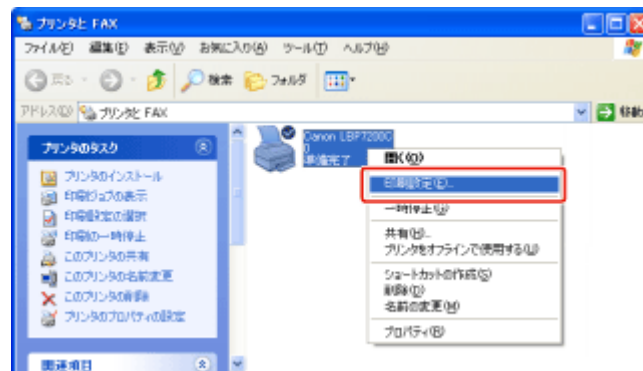 プリンタと FAX
ファイル(F) 編集(E) 表示(V) お気に入り(A) ツール(T) ヘルプ(H)
戻る 検索 フォルダ
アドレス(D) プリンタと FAX 移動
プリンタのタスク
プリンタのインストール
印刷ジョブの表示
印刷設定の選択
印刷の一時停止
このプリンタの共有
このプリンタの名前変更
このプリンタの削除
プリンタのプロパティの設定
関連項目
Canon LBP7200C
0
準備完了
開く(O)
印刷設定(E)...
一時停止(G)
共有(H)...
プリンタをオフラインで使用する(U)
ショートカットの作成(S)
削除(D)
名前の変更(M)
プロパティ(R)